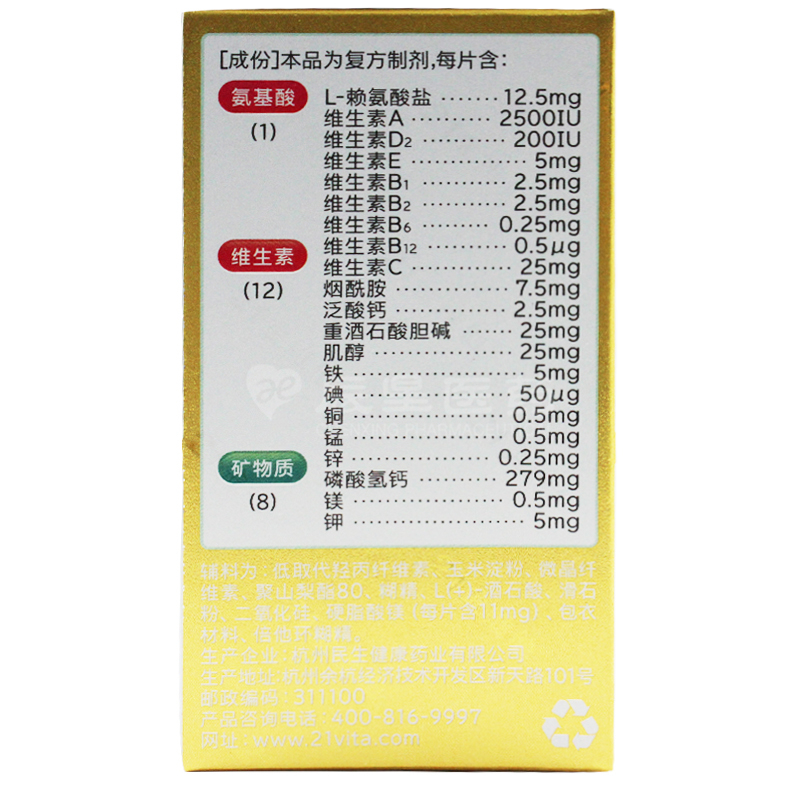 [成份]本品为复方制剂,每片含：
氨基酸
(1)
L-赖氨酸盐 ······· 12.5mg
维生素A ·········· 2500IU
维生素D2 ········· 200IU
维生素E ············· 5mg
维生素B1 ·········· 2.5mg
维生素B2 ·········· 2.5mg
维生素B6 ········ 0.25mg
维生素B12 ········· 0.5μg
维生素
(12)
维生素C ············ 25mg
烟酰胺 ·············· 7.5mg
泛酸钙 ·············· 2.5mg
重酒石酸胆碱 ······ 25mg
肌醇 ················ 25mg
铁 ···················· 5mg
碘 ··················· 50μg
铜 ·················· 0.5mg
锰 ·················· 0.5mg
矿物质
(8)
锌 ················· 0.25mg
磷酸氢钙 ·········· 279mg
镁 ·················· 0.5mg
钾 ···················· 5mg
辅料为：低取代羟丙纤维素、玉米淀粉、微晶纤
维素、聚山梨酯80、糊精、L(+)-酒石酸、滑石
粉、二氧化硅、硬脂酸镁(每片含11mg)、包衣
材料、倍他环糊精。
生产企业：杭州民生健康药业有限公司
生产地址:杭州余杭经济技术开发区新天路101号
邮政编码：311100
产品咨询电话：400-816-9997
网址：www.21vita.com